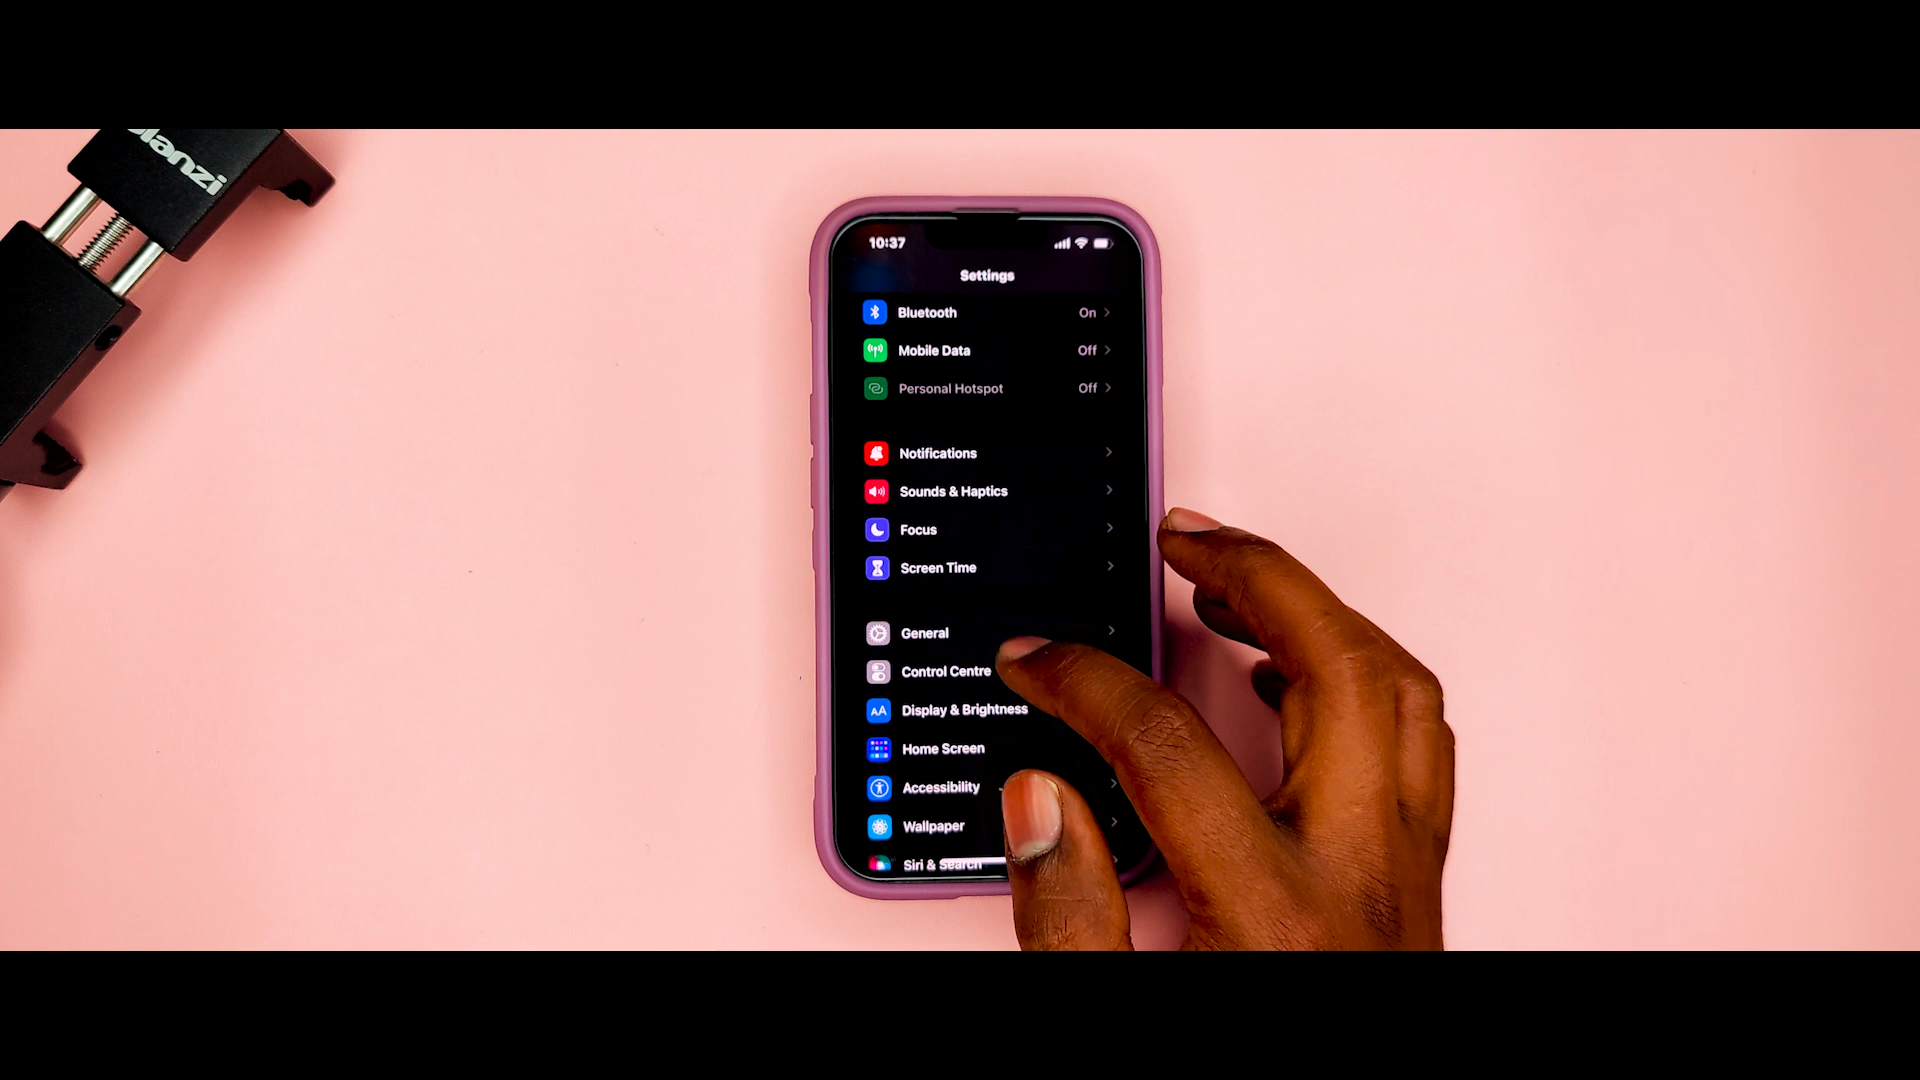 ulanzi
10:37
Settings
Bluetooth On
Mobile Data Off
Personal Hotspot Off
Notifications
Sounds & Haptics
Focus
Screen Time
General
Control Centre
AA Display & Brightness
Home Screen
Accessibility
Wallpaper
Siri & Search